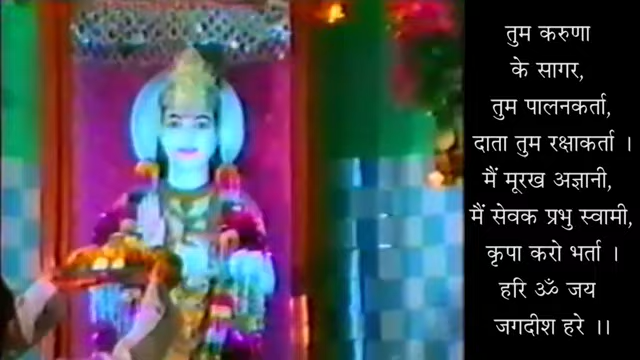 तुम करुणा
के सागर,
तुम पालनकर्ता,
दाता तुम रक्षाकर्ता ।
मैं मूरख अज्ञानी,
मैं सेवक प्रभु स्वामी,
कृपा करो भर्ता ।
हरि ॐ जय
जगदीश हरे ।।